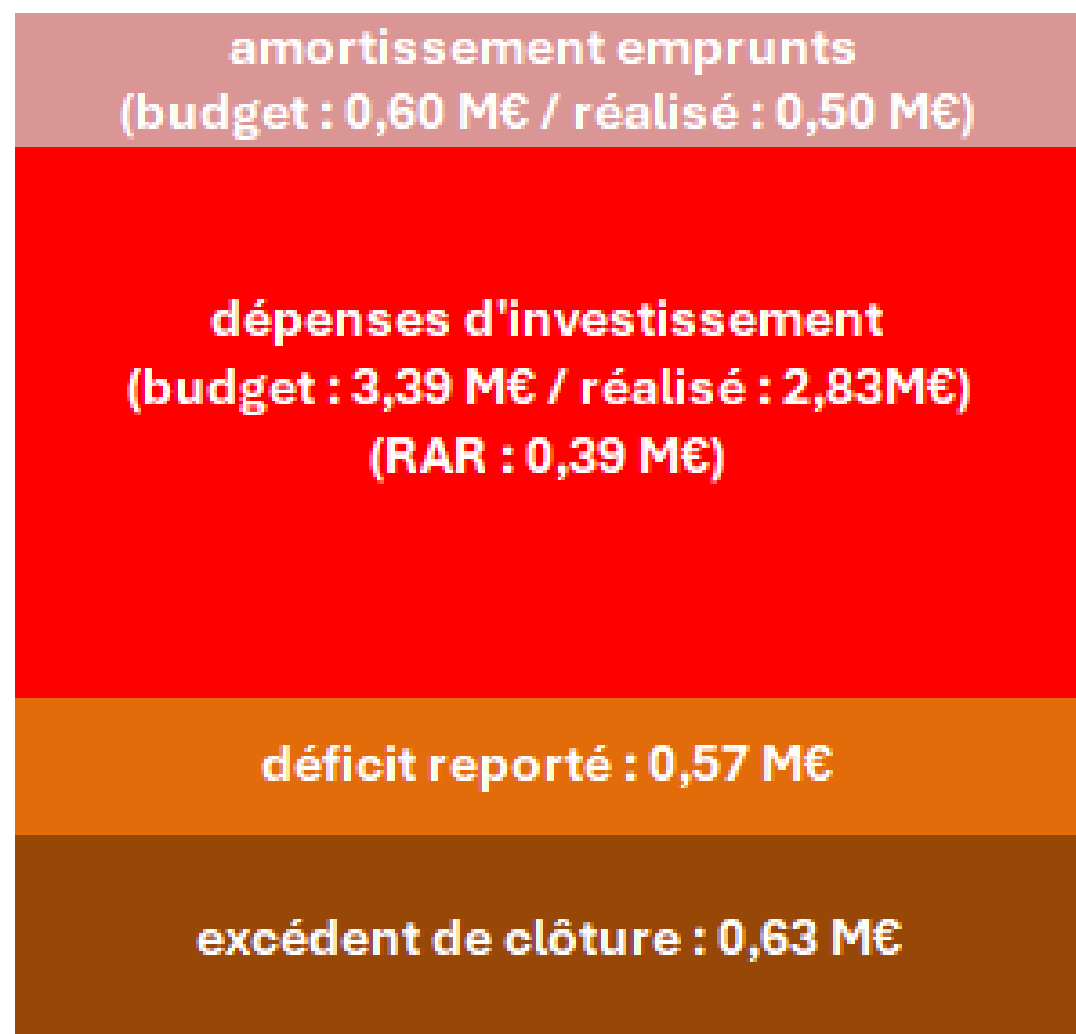 amortissement emprunts
(budget : 0,60 M€ / réalisé : 0,50 M€)
dépenses d'investissement
(budget : 3,39 M€ / réalisé : 2,83M€)
(RAR : 0,39 M€)
déficit reporté : 0,57 M€
excédent de clôture : 0,63 M€